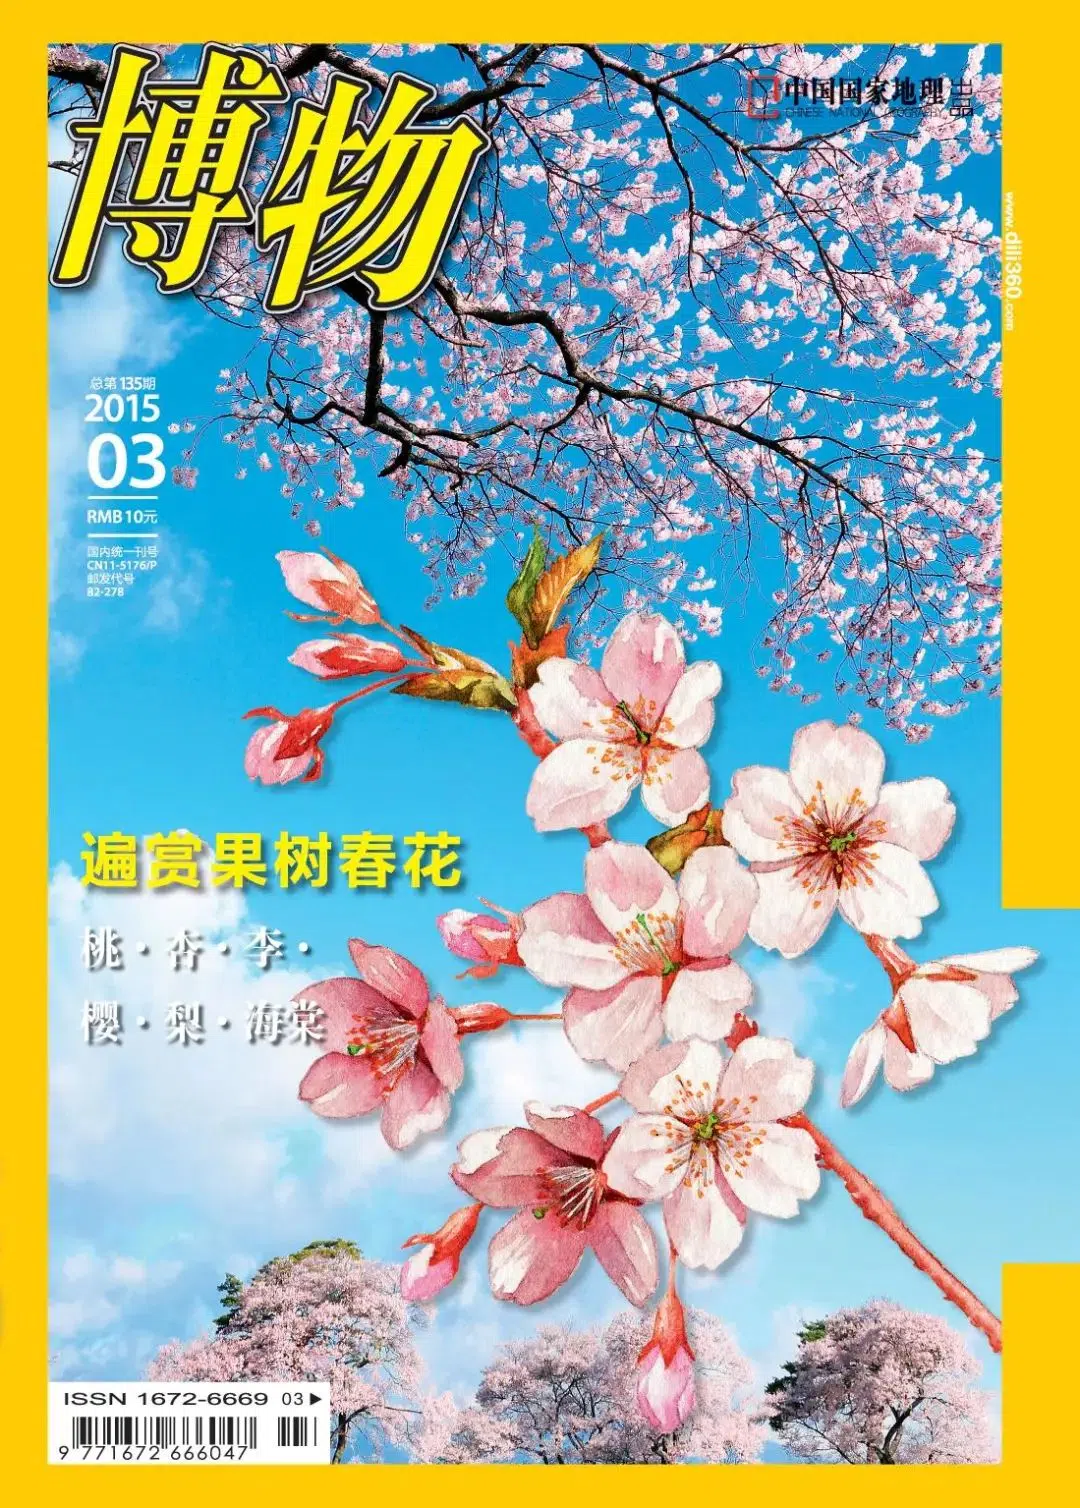 博物
中国国家地理 出品
CHINESE NATIONAL GEOGRAPHY
www.dili360.com
总第 135期
2015
03
RMB 10元
国内统一刊号
CN11-5176/P
邮发代号
82-278
遍赏果树春花
桃·杏·李·
樱·梨·海棠
ISSN 1672-6669 03
9 771672 666047